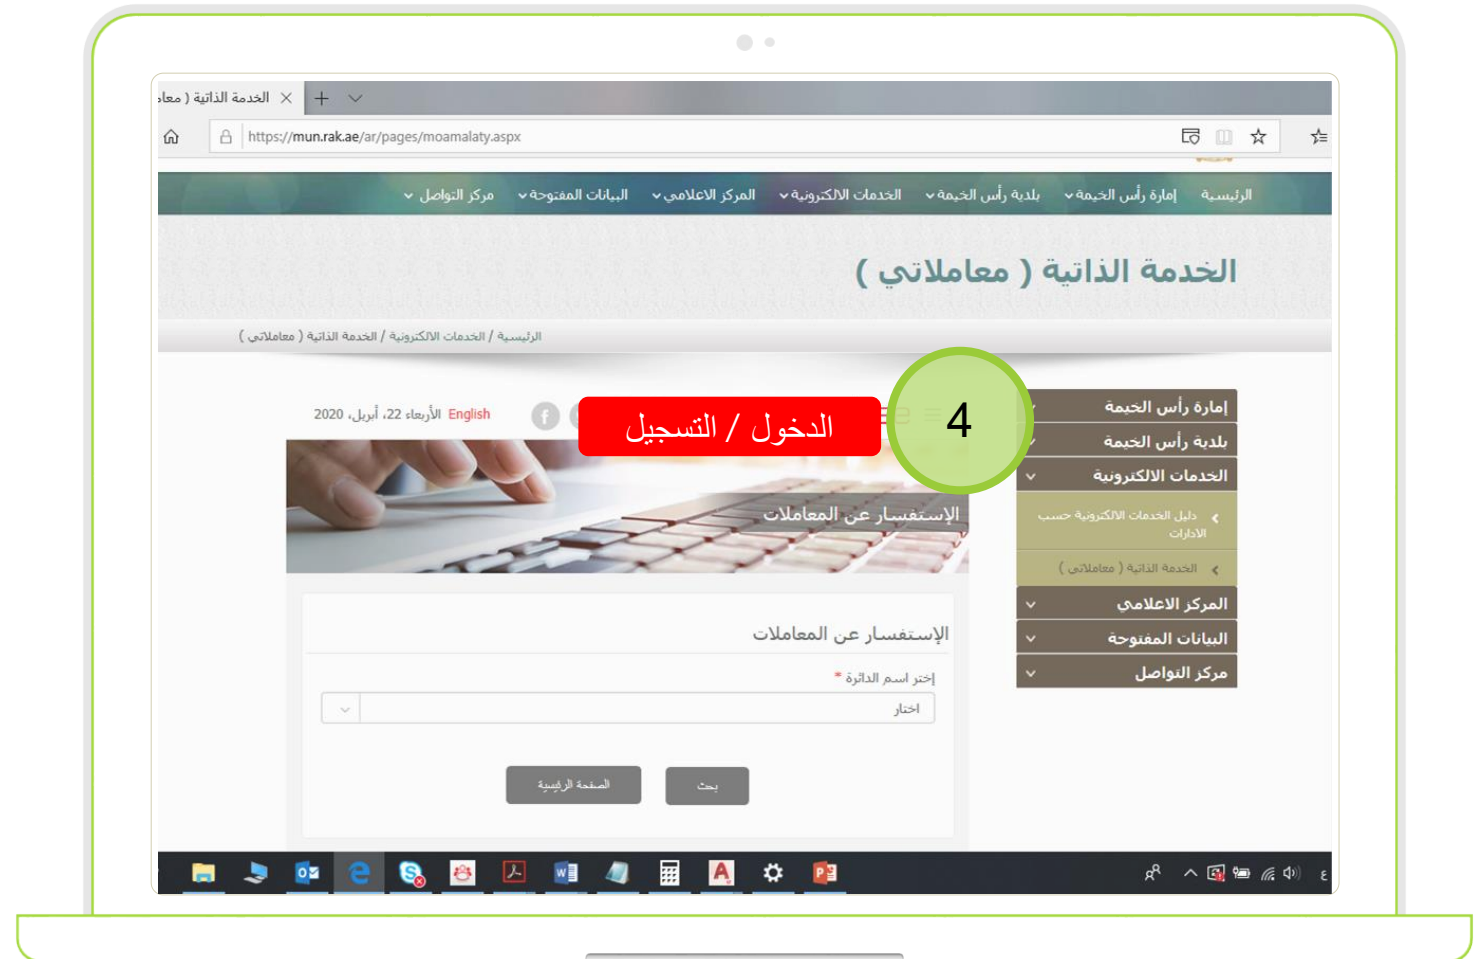 الخدمة الذاتية ( معاه
https://mun.rak.ae/ar/pages/moamalaty.aspx
الرئيسية إمارة رأس الخيمة بلدية رأس الخيمة الخدمات الالكترونية المركز الاعلامي البيانات المفتوحة مركز التواصل
الخدمة الذاتية ( معاملاتي )
الرئيسية / الخدمات الالكترونية / الخدمة الذاتية ( معاملاتي )
4
الدخول / التسجيل
English الأربعاء 22، أبريل، 2020
إمارة رأس الخيمة
بلدية رأس الخيمة
الخدمات الالكترونية
دليل الخدمات الالكترونية حسب
الادارات
الخدمة الذاتية ( معاملاتي )
المركز الاعلامي
البيانات المفتوحة
مركز التواصل
الإستفسار عن المعاملات
الإستفسار عن المعاملات
إختر اسم الدائرة *
اختار
بحث
الصفحة الرئيسية
ع